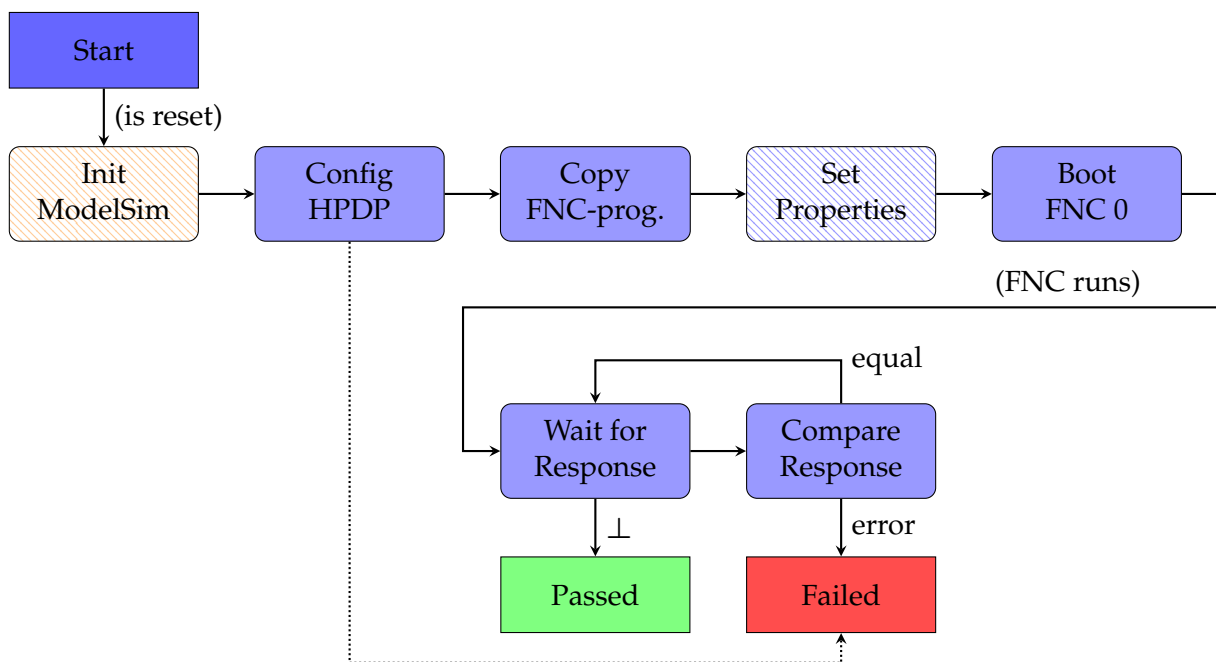 Start
(is reset)
Init
ModelSim
Config
HPDP
Copy
FNC-prog.
Set
Properties
Boot
FNC 0
(FNC runs)
equal
Wait for
Response
Compare
Response
⊥
error
Passed
Failed